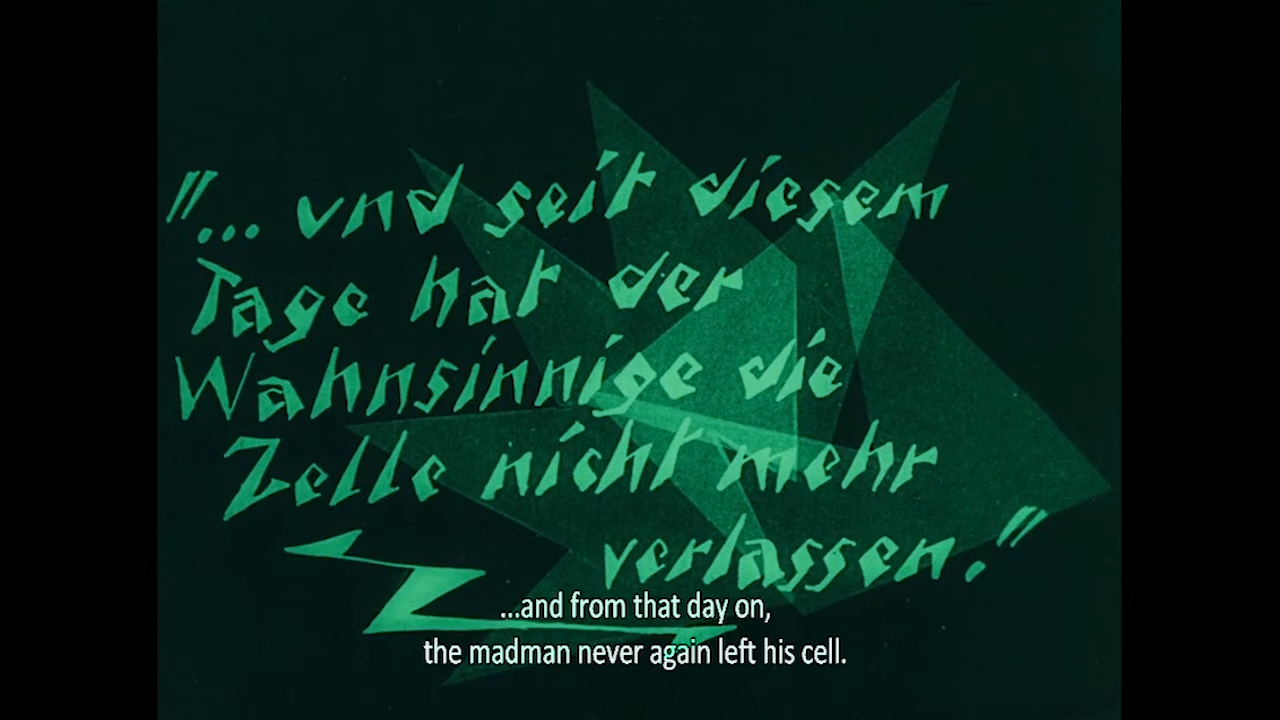 "... und seit diesem
Tage hat der
Wahnsinnige die
Zelle nicht mehr
verlassen."
...and from that day on,
the madman never again left his cell.